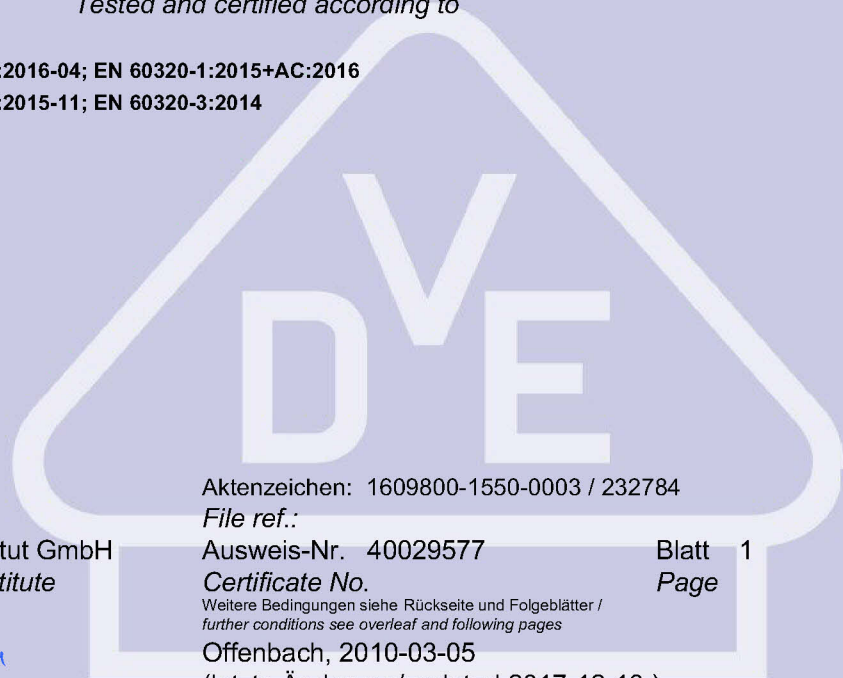 Tested and certified according to
:2016-04; EN 60320-1:2015+AC:2016
:2015-11; EN 60320-3:2014
VDE
Aktenzeichen: 1609800-1550-0003 / 232784
File ref.:
tut GmbH Ausweis-Nr. 40029577 Blatt 1
titute Certificate No. Page
Weitere Bedingungen siehe Rückseite und Folgeblätter /
further conditions see overleaf and following pages
Offenbach, 2010-03-05